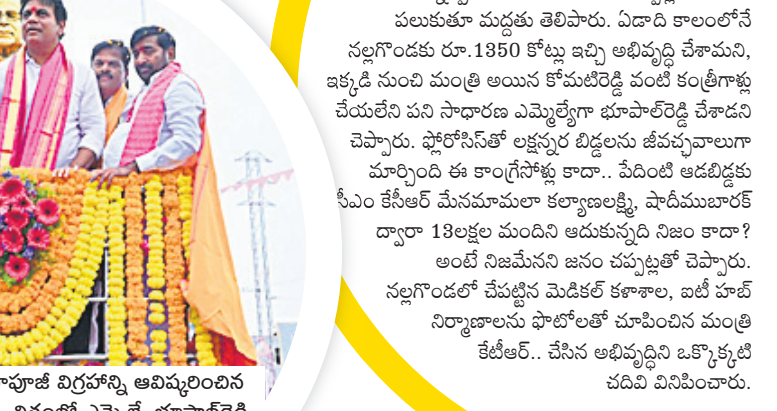 పలుకుతూ మద్దతు తెలిపారు. ఏడాది కాలంలోనే
నల్లగొండకు రూ.1350 కోట్లు ఇచ్చి అభివృద్ధి చేశామని,
ఇక్కడి నుంచి మంత్రి అయిన కోమటిరెడ్డి వంటి కంత్రీగాళ్లు
చేయలేని పని సాధారణ ఎమ్మెల్యేగా భూపాల్‌రెడ్డి చేశాడని
చెప్పారు. ఫ్లోరోసిస్‌తో లక్షన్నర బిడ్డలను జీవచ్ఛవాలుగా
మార్చింది ఈ కాంగ్రేసోళ్లు కాదా.. పేదింటి ఆడబిడ్డకు
సీఎం కేసీఆర్ మేనమామలా కల్యాణలక్ష్మి, షాదీముబారక్
ద్వారా 13లక్షల మందిని ఆదుకున్నది నిజం కాదా?
అంటే నిజమేనని జనం చప్పట్లతో చెప్పారు.
నల్లగొండలో చేపట్టిన మెడికల్ కళాశాల, ఐటీ హబ్
నిర్మాణాలను ఫొటోలతో చూపించిన మంత్రి
కేటీఆర్.. చేసిన అభివృద్ధిని ఒక్కొక్కటి
చదివి వినిపించారు.
విగ్రహాన్ని ఆవిష్కరించిన